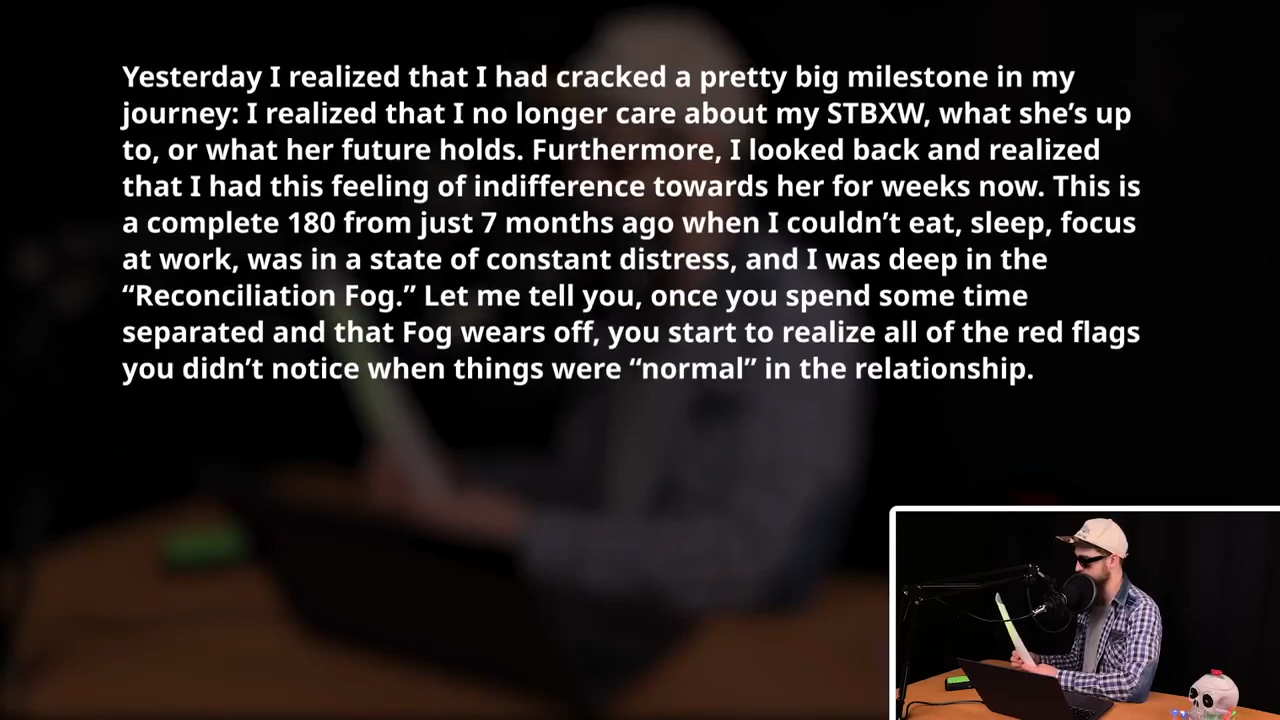 Yesterday I realized that I had cracked a pretty big milestone in my
journey: I realized that I no longer care about my STBXW, what she’s up
to, or what her future holds. Furthermore, I looked back and realized
that I had this feeling of indifference towards her for weeks now. This is
a complete 180 from just 7 months ago when I couldn’t eat, sleep, focus
at work, was in a state of constant distress, and I was deep in the
“Reconciliation Fog.” Let me tell you, once you spend some time
separated and that Fog wears off, you start to realize all of the red flags
you didn’t notice when things were “normal” in the relationship.